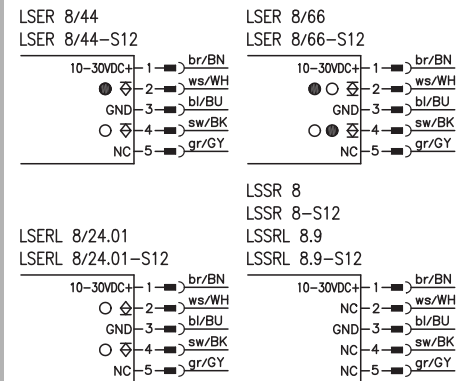 LSER 8/44
LSER 8/44-S12
10-30VDC+ 1 br/BN
2 ws/WH
GND 3 bl/BU
4 sw/BK
NC 5 gr/GY
LSER 8/66
LSER 8/66-S12
10-30VDC+ 1 br/BN
2 ws/WH
GND 3 bl/BU
4 sw/BK
NC 5 gr/GY
LSERL 8/24.01
LSERL 8/24.01-S12
10-30VDC+ 1 br/BN
2 ws/WH
GND 3 bl/BU
4 sw/BK
NC 5 gr/GY
LSSR 8
LSSR 8-S12
LSSRL 8.9
LSSRL 8.9-S12
10-30VDC+ 1 br/BN
NC 2 ws/WH
GND 3 bl/BU
NC 4 sw/BK
NC 5 gr/GY